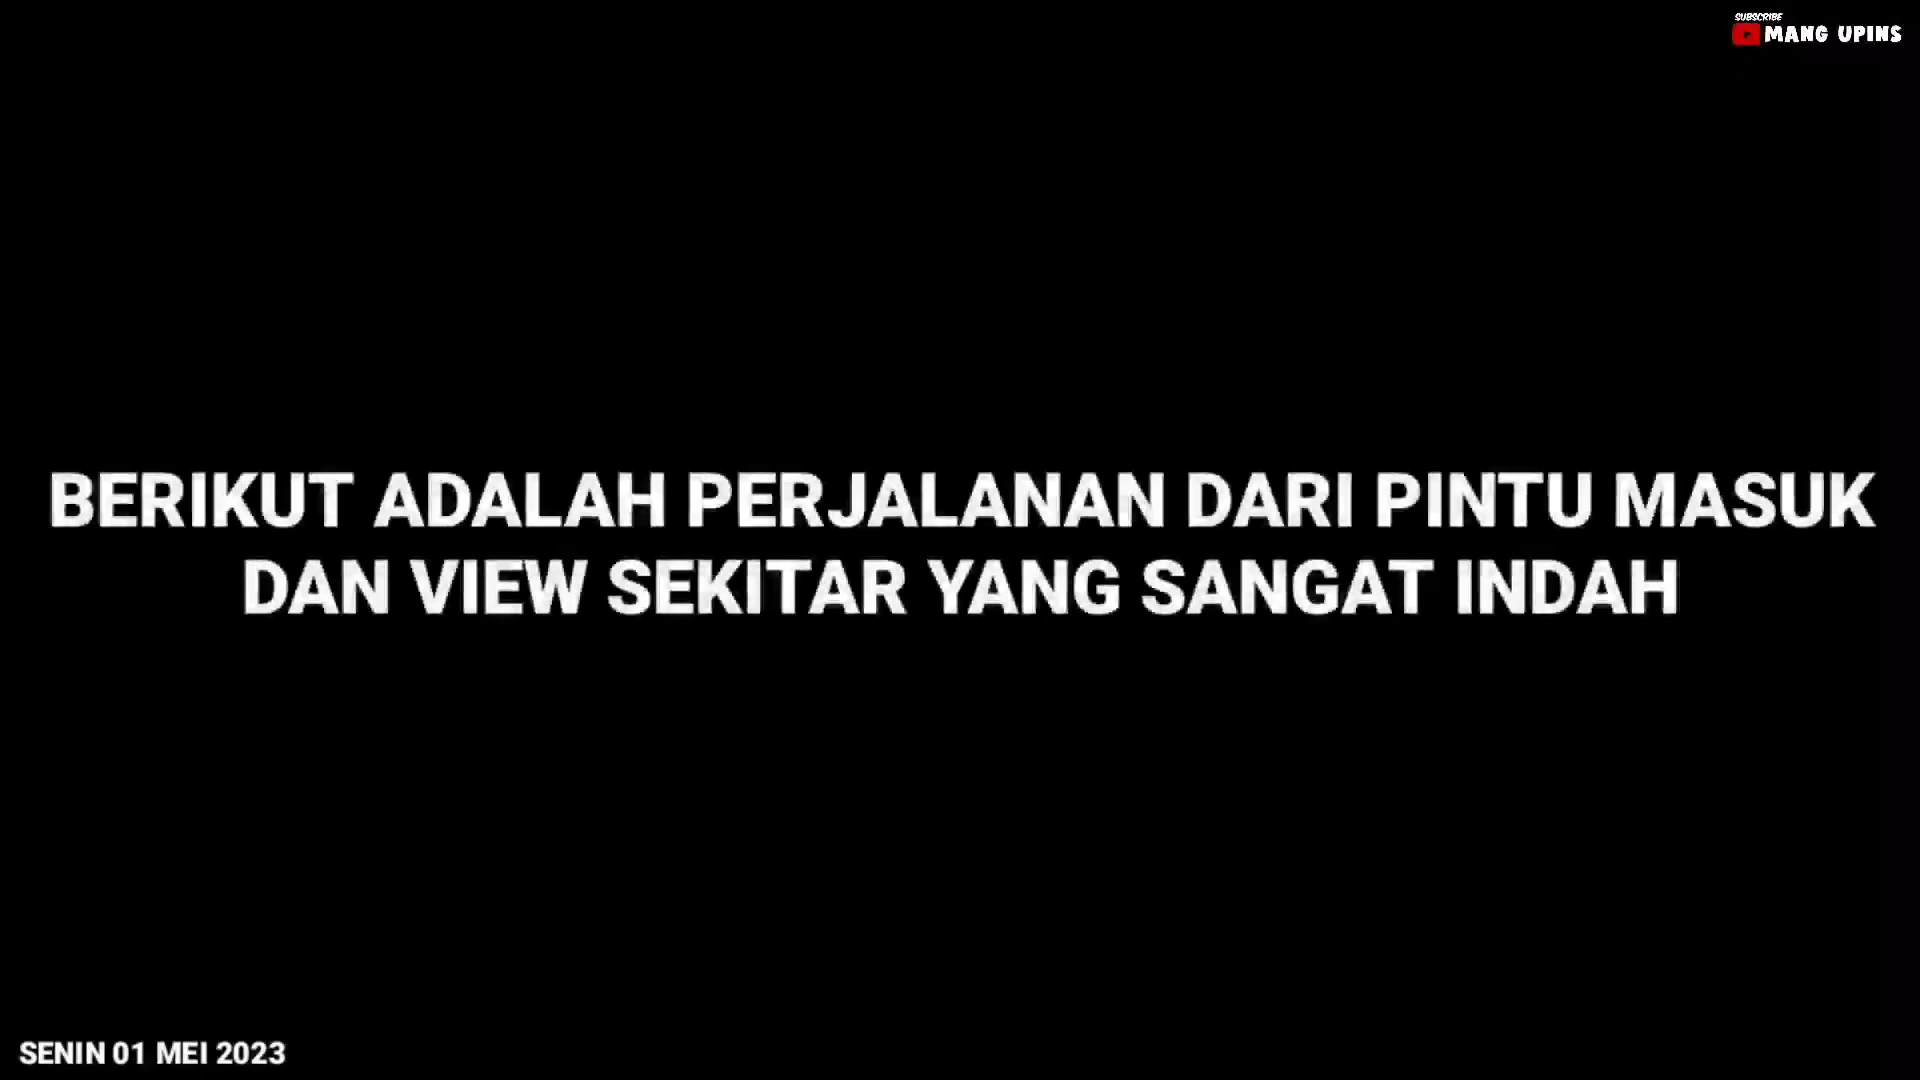 SUBSCRIBE
MANG UPINS
BERIKUT ADALAH PERJALANAN DARI PINTU MASUK
DAN VIEW SEKITAR YANG SANGAT INDAH
SENIN 01 MEI 2023